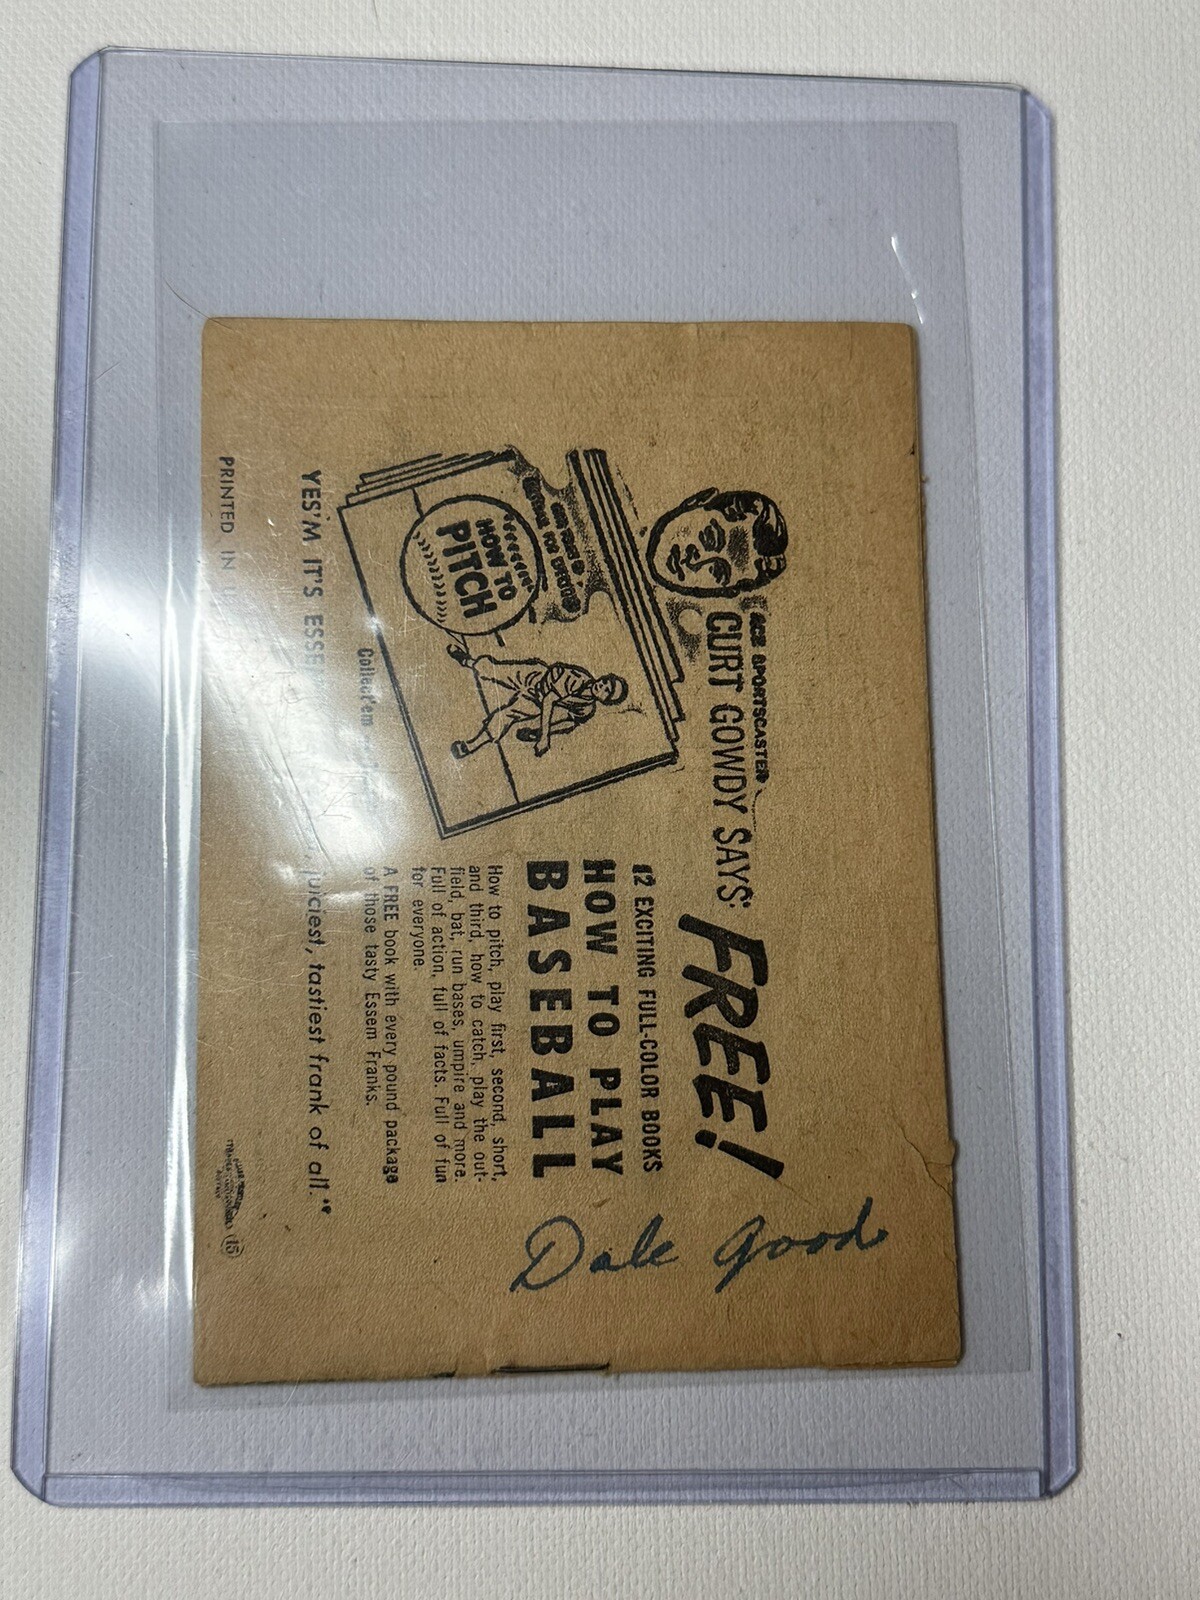 ACE SPORTSCASTER
CURT GOWDY SAYS: FREE!
12 EXCITING FULL-COLOR BOOKS
HOW TO PLAY
BASEBALL
HOW TO
PITCH
How to pitch, play first, second, short,
and third, how to catch, play the out-
field, bat, run bases, umpire and more.
Full of action, full of facts. Full of fun
for everyone.
A FREE book with every pound package
of those tasty Essem Franks.
Collect'em
YES'M IT'S ESSE juiciest, tastiest frank of all."
PRINTED IN U
15
Dale Good